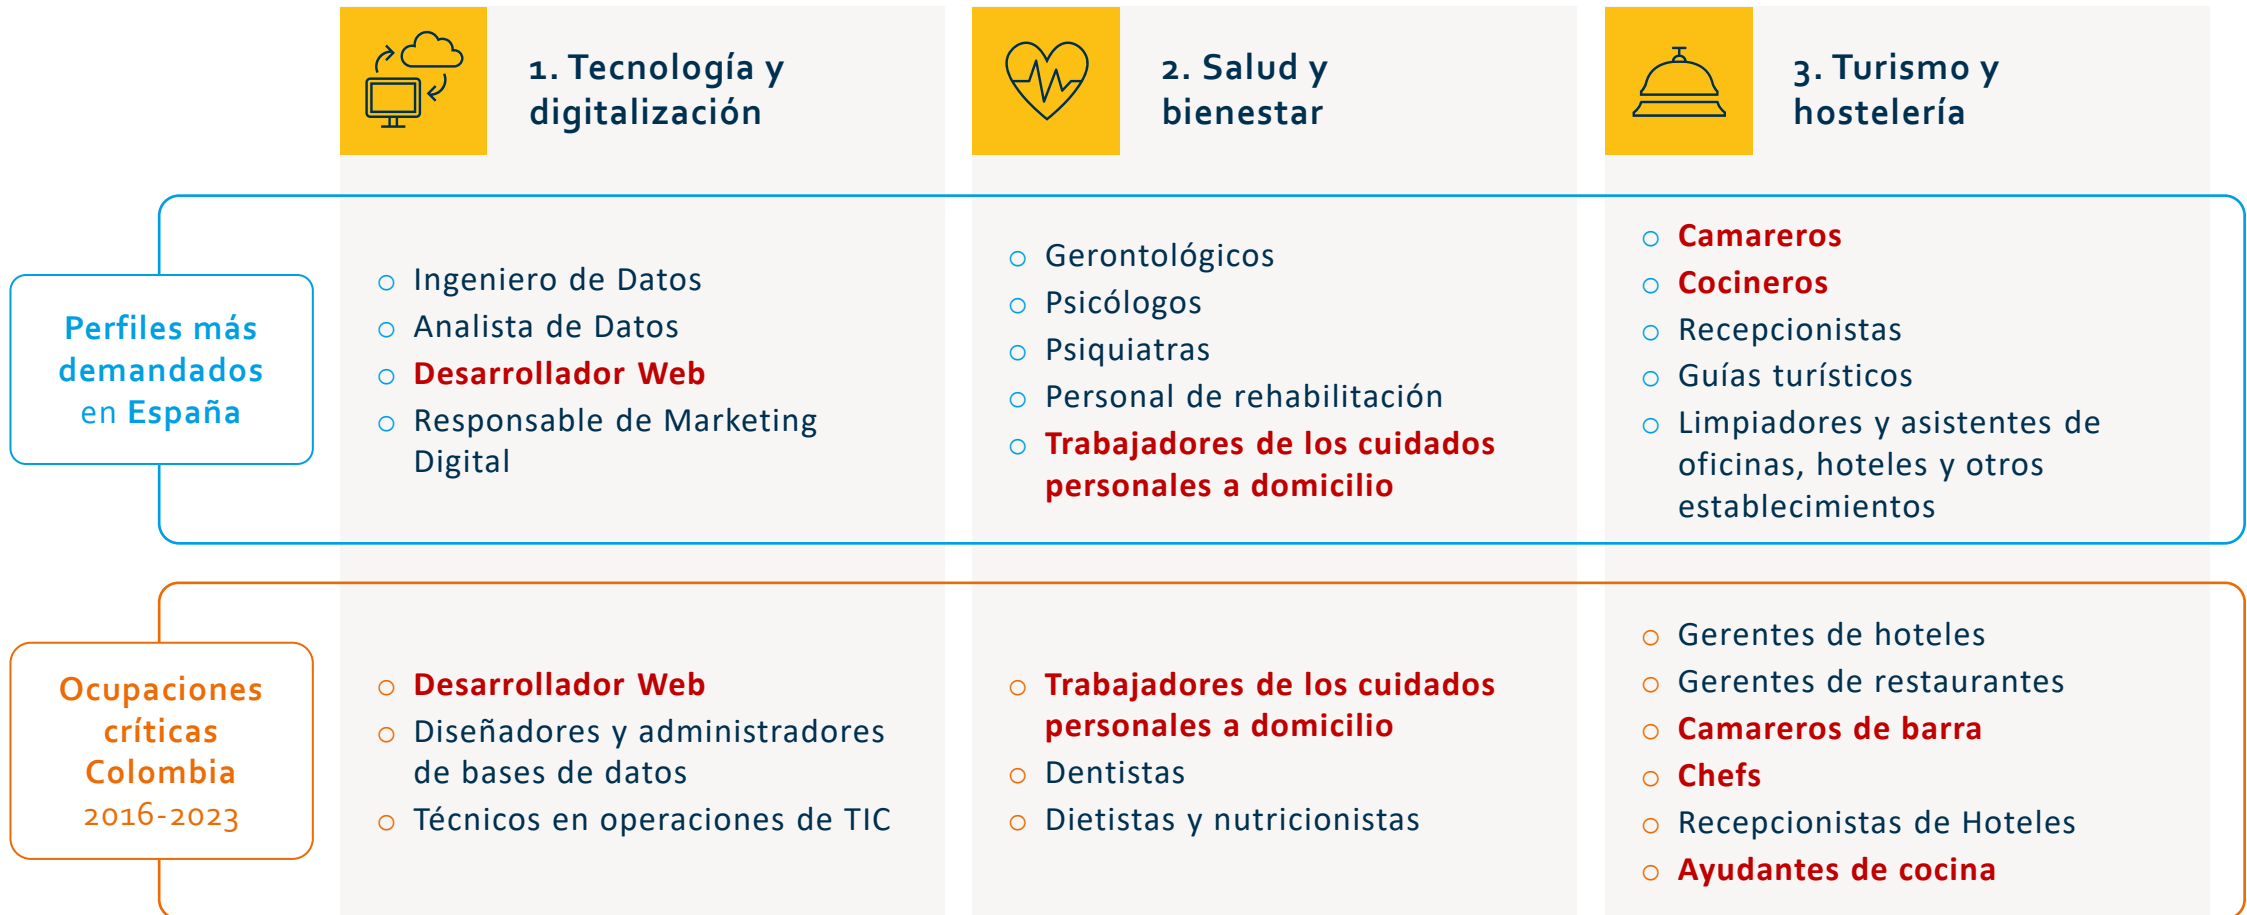 1. Tecnología y
digitalización
2. Salud y
bienestar
3. Turismo y
hostelería
Perfiles más
demandados
en España
Ingeniero de Datos
Analista de Datos
Desarrollador Web
Responsable de Marketing
Digital
Gerontológicos
Psicólogos
Psiquiatras
Personal de rehabilitación
Trabajadores de los cuidados
personales a domicilio
Camareros
Cocineros
Recepcionistas
Guías turísticos
Limpiadores y asistentes de
oficinas, hoteles y otros
establecimientos
Ocupaciones
críticas
Colombia
2016-2023
Desarrollador Web
Diseñadores y administradores
de bases de datos
Técnicos en operaciones de TIC
Trabajadores de los cuidados
personales a domicilio
Dentistas
Dietistas y nutricionistas
Gerentes de hoteles
Gerentes de restaurantes
Camareros de barra
Chefs
Recepcionistas de Hoteles
Ayudantes de cocina